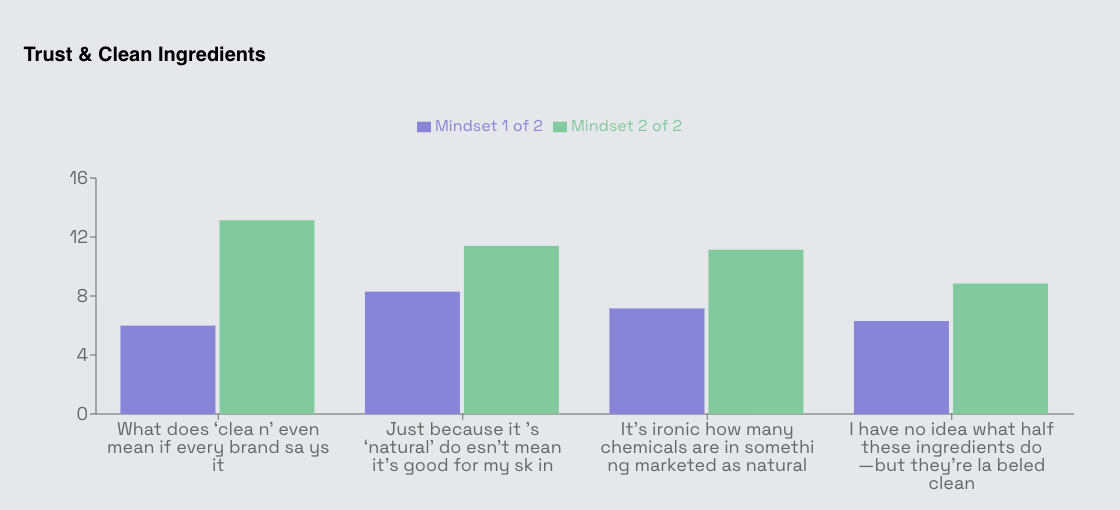 Trust & Clean Ingredients
Mindset 1 of 2 Mindset 2 of 2
16
12
8
4
0
What does ‘clea n’ even
mean if every brand sa ys
it
Just because it ’s
‘natural’ do esn’t mean
it’s good for my sk in
It’s ironic how many
chemicals are in somethi
ng marketed as natural
I have no idea what half
these ingredients do
—but they’re la beled
clean